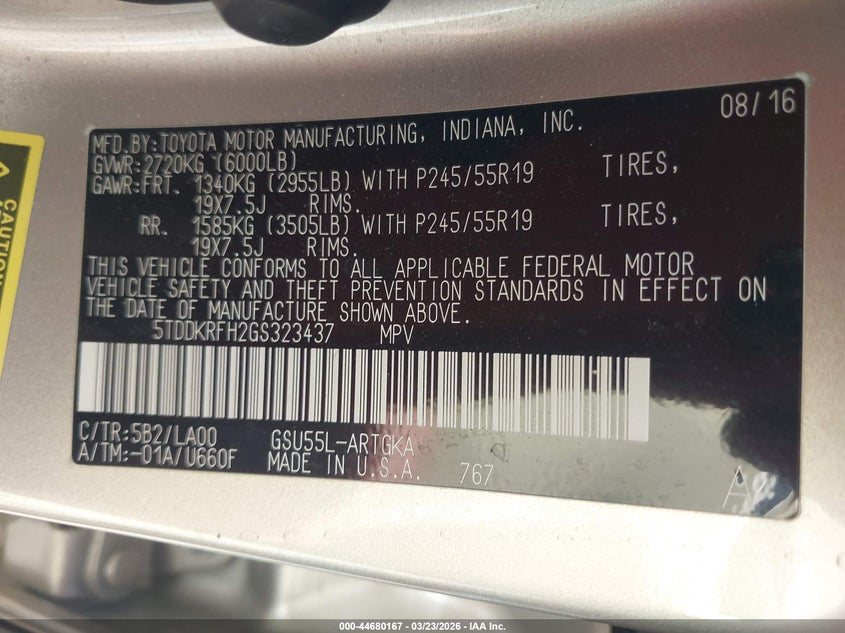 08/16
MFD.BY:TOYOTA MOTOR MANUFACTURING, INDIANA, INC.
GVWR:2720KG (6000LB)
GAWR:FRT. 1340KG (2955LB) WITH P245/55R19 TIRES,
19X7.5J RIMS.
RR. 1585KG (3505LB) WITH P245/55R19 TIRES,
19X7.5J RIMS.
THIS VEHICLE CONFORMS TO ALL APPLICABLE FEDERAL MOTOR
VEHICLE SAFETY AND THEFT PREVENTION STANDARDS IN EFFECT ON
THE DATE OF MANUFACTURE SHOWN ABOVE.
5TDDKRFH2GS323437 MPV
C/TR:5B2/LA00 GSU55L-ARTGKA
A/TM:-01A/U660F MADE IN U.S.A. 767
CAUTION
000-44680167 - 03/23/2026 - IAA Inc.